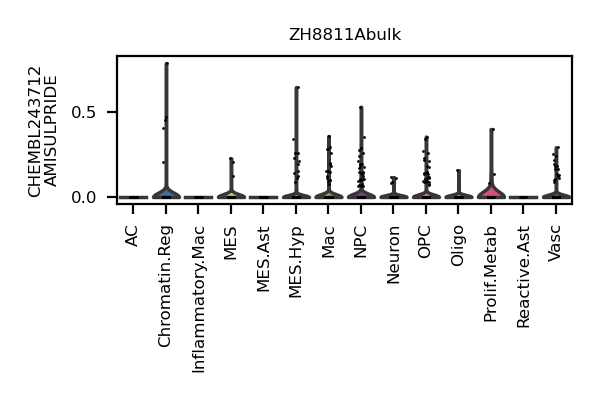 ZH8811Abulk
CHEMBL243712
AMISULPRIDE
0.5
0.0
AC
Chromatin.Reg
Inflammatory.Mac
MES
MES.Ast
MES.Hyp
Mac
NPC
Neuron
OPC
Oligo
Prolif.Metab
Reactive.Ast
Vasc